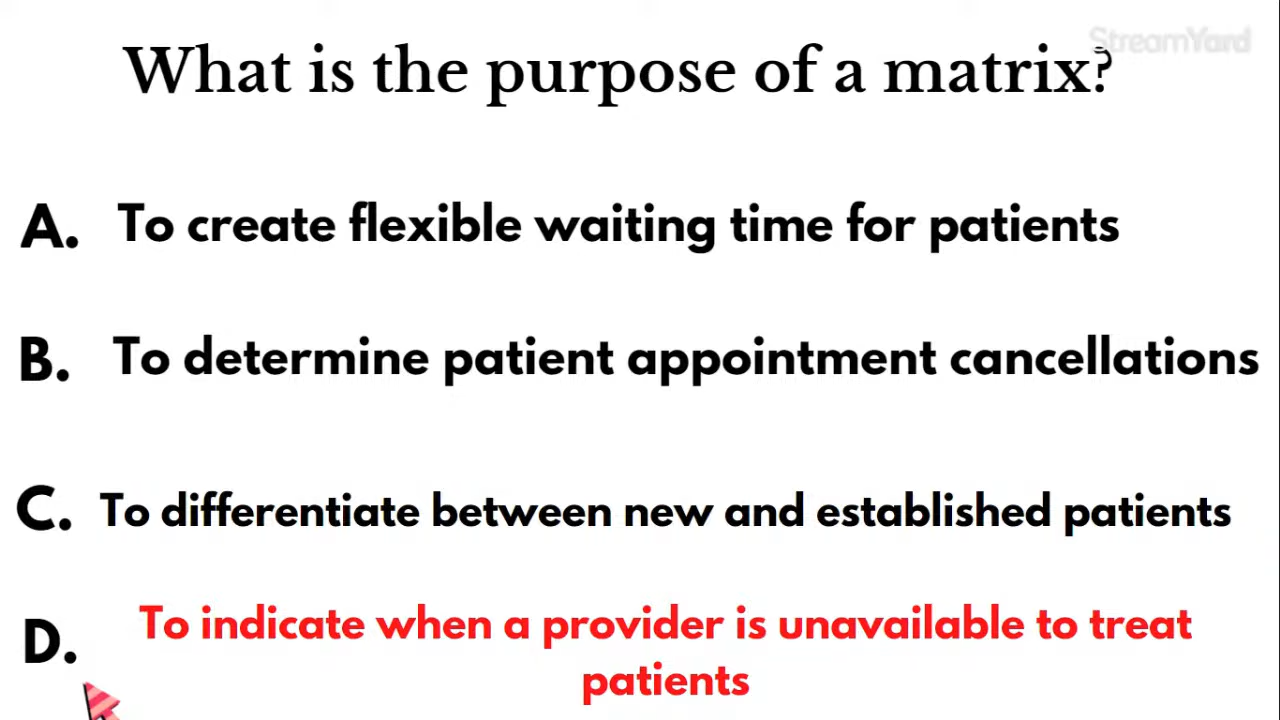 StreamYard
What is the purpose of a matrix?
A. To create flexible waiting time for patients
B. To determine patient appointment cancellations
C. To differentiate between new and established patients
D. To indicate when a provider is unavailable to treat
patients